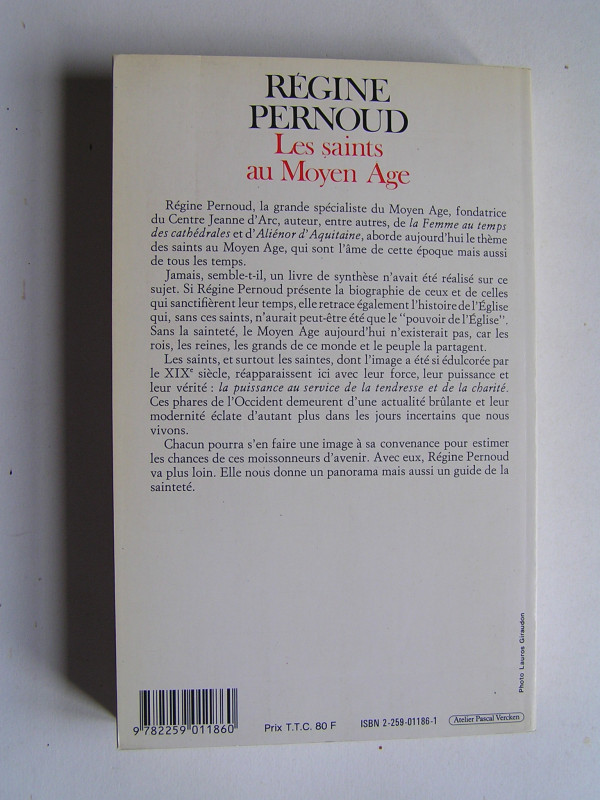 RÉGINE
PERNOUD
Les saints
au Moyen Age
Régine Pernoud, la grande spécialiste du Moyen Age, fondatrice
du Centre Jeanne d'Arc, auteur, entre autres, de la Femme au temps
des cathédrales et d'Aliénor d'Aquitaine, aborde aujourd'hui le thème
des saints au Moyen Age, qui sont l'âme de cette époque mais aussi
de tous les temps.
Jamais, semble-t-il, un livre de synthèse n'avait été réalisé sur ce
sujet. Si Régine Pernoud présente la biographie de ceux et de celles
qui sanctifièrent leur temps, elle retrace également l'histoire de l'Église
qui, sans ces saints, n'aurait peut-être été que le "pouvoir de l'Église".
Sans la sainteté, le Moyen Age aujourd'hui n'existerait pas, car les
rois, les reines, les grands de ce monde et le peuple la partagent.
Les saints, et surtout les saintes, dont l'image a été si édulcorée par
le XIXe siècle, réapparaissent ici avec leur force, leur puissance et
leur vérité : la puissance au service de la tendresse et de la charité.
Ces phares de l'Occident demeurent d'une actualité brûlante et leur
modernité éclate d'autant plus dans les jours incertains que nous
vivons.
Chacun pourra s'en faire une image à sa convenance pour estimer
les chances de ces moissonneurs d'avenir. Avec eux, Régine Pernoud
va plus loin. Elle nous donne un panorama mais aussi un guide de la
sainteté.
Photo Lauros Giraudon
9 782259 011860
Prix T.T.C. 80 F
ISBN 2-259-01186-1
Atelier Pascal Vercken